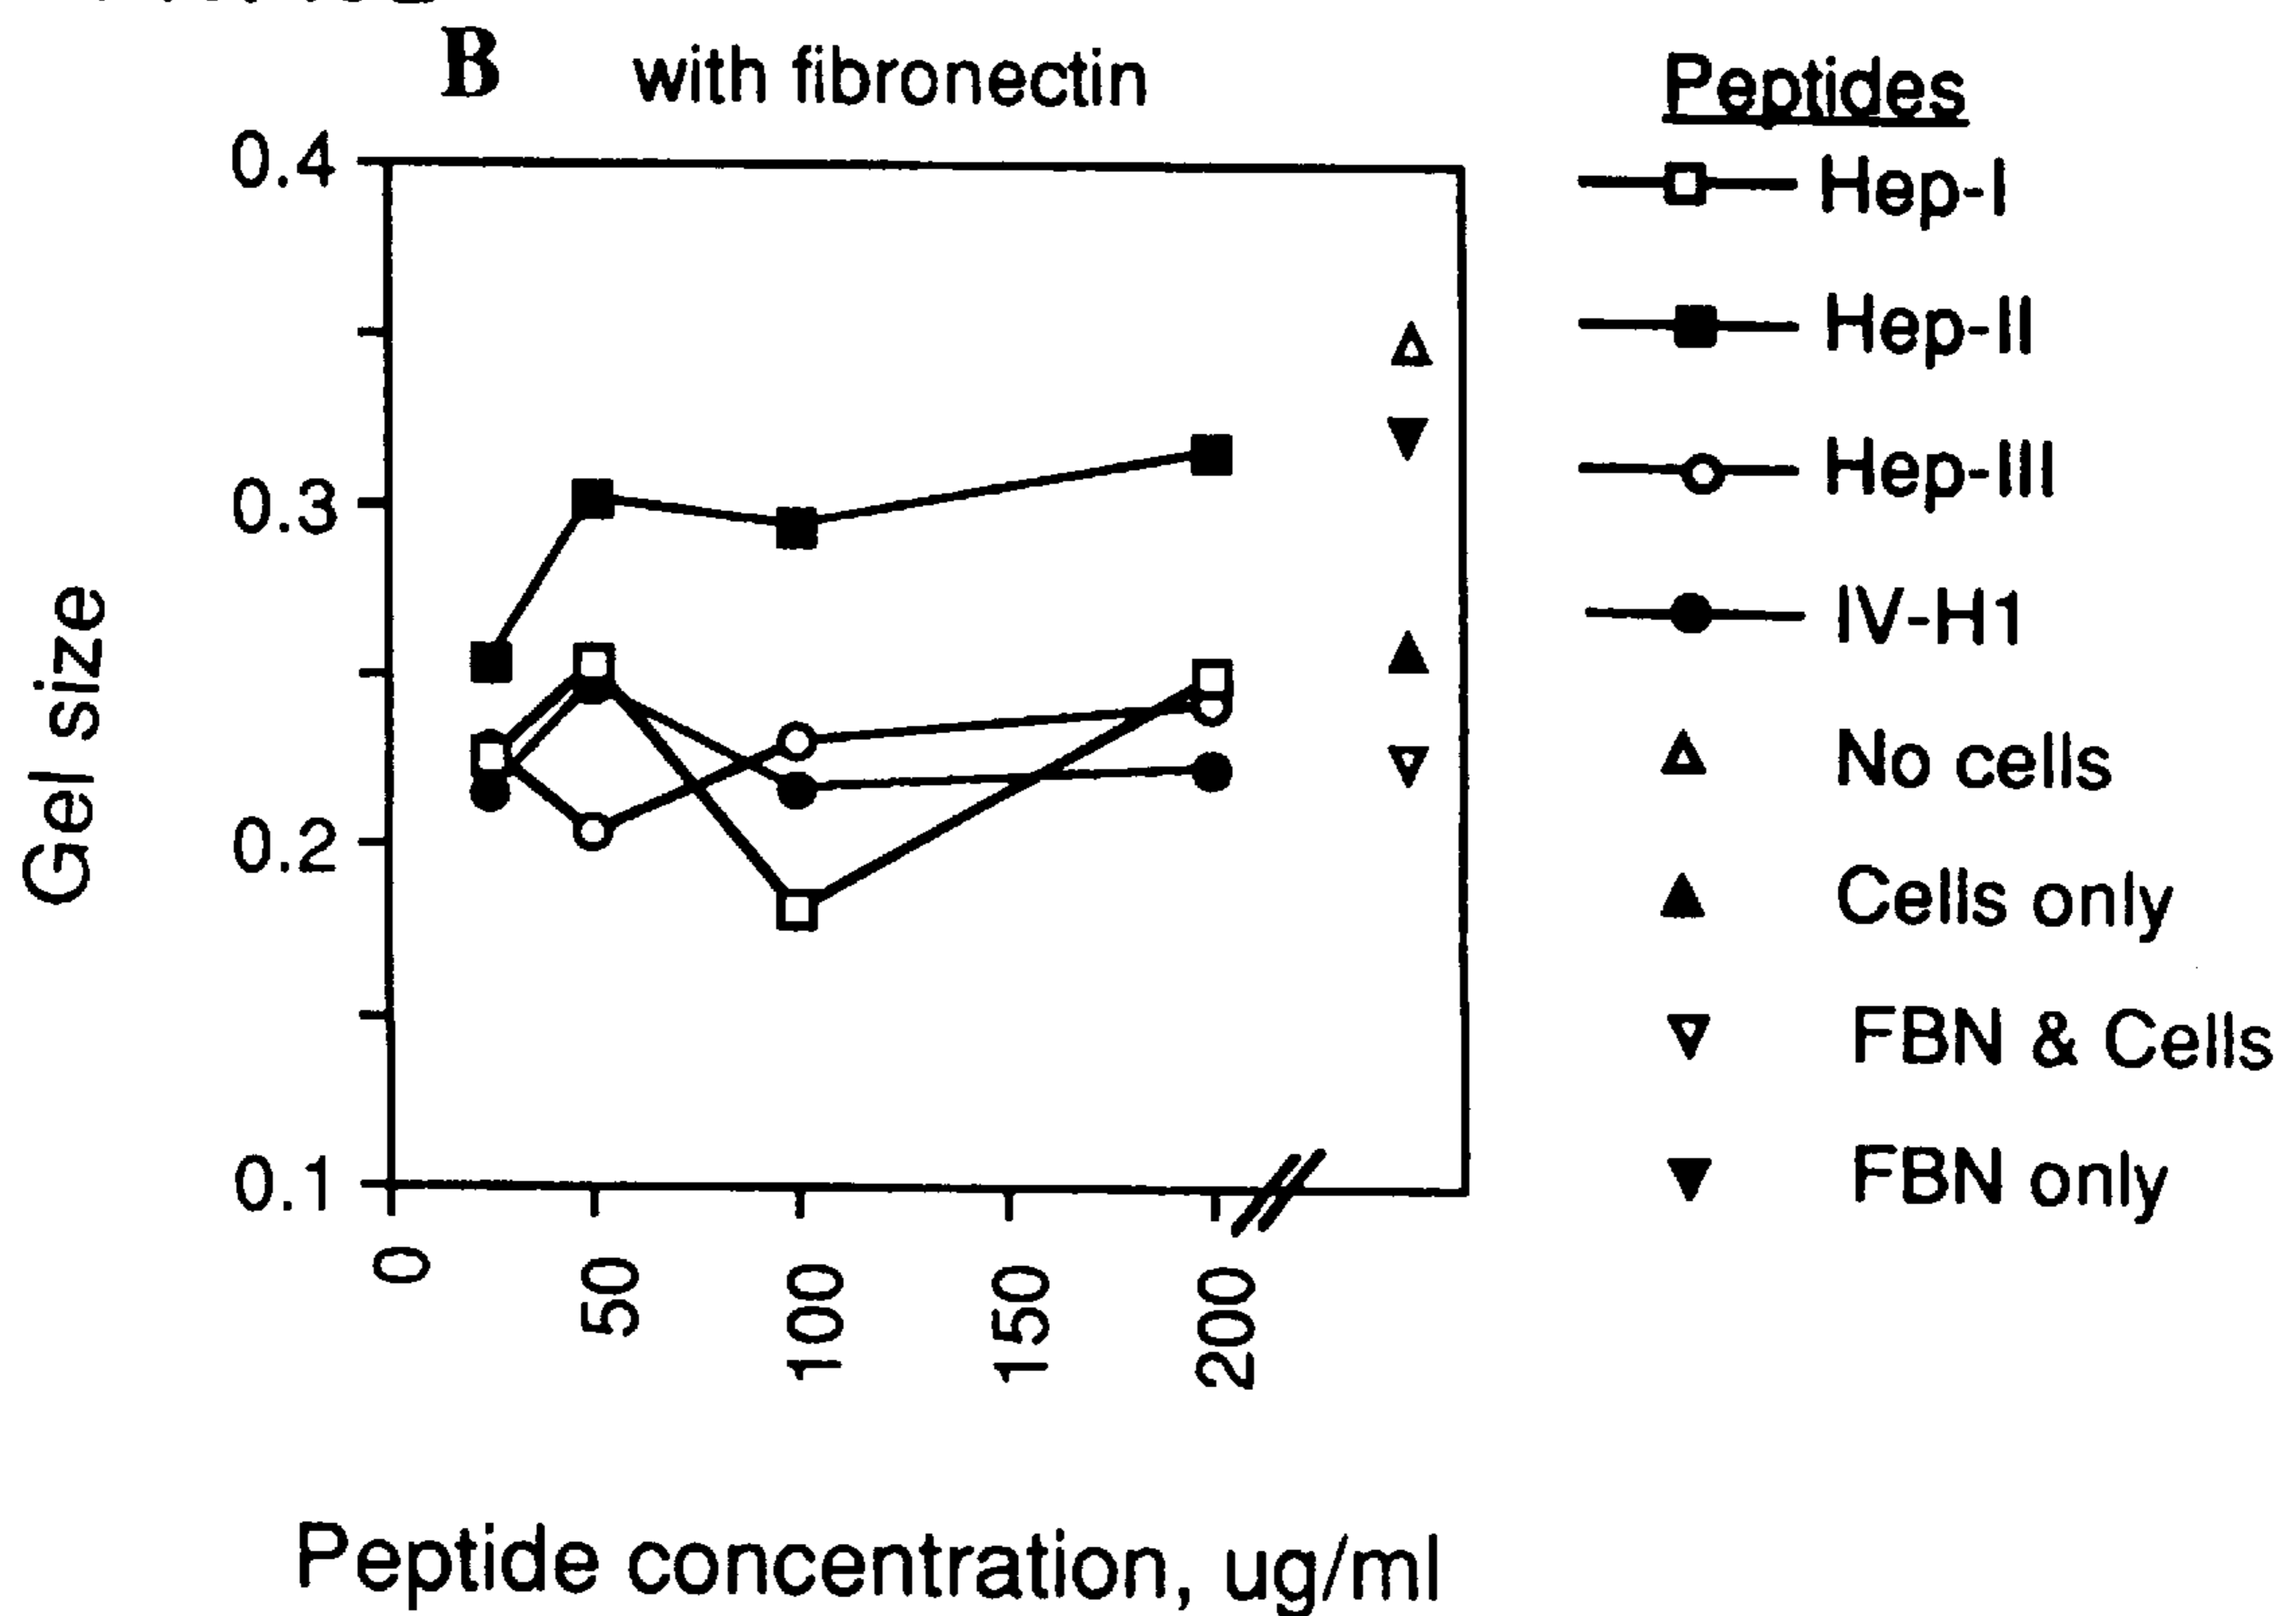 B with fibronectin
Peptides
Hep-I
Hep-II
Hep-III
IV-H1
No cells
Cells only
FBN & Cells
FBN only
Gel size
0.4
0.3
0.2
0.1
0
50
100
150
200
Peptide concentration, ug/ml